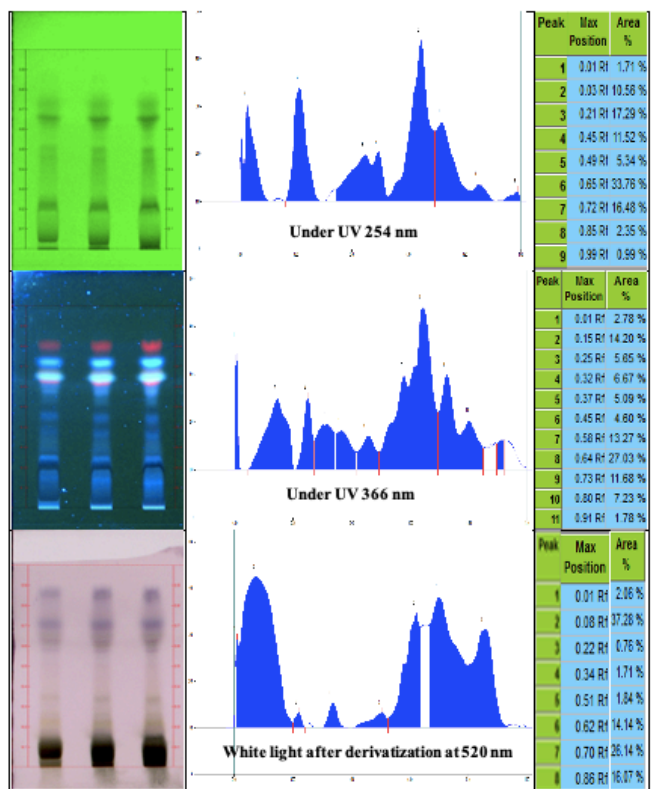 Peak Max Position Area %
1 0.01 Rf 1.71 %
2 0.03 Rf 10.56 %
3 0.21 Rf 17.29 %
4 0.45 Rf 11.52 %
5 0.49 Rf 5.34 %
6 0.65 Rf 33.76 %
7 0.72 Rf 16.48 %
8 0.85 Rf 2.35 %
9 0.99 Rf 0.99 %
Under UV 254 nm
Peak Max Position Area %
1 0.01 Rf 2.78 %
2 0.15 Rf 14.20 %
3 0.25 Rf 5.65 %
4 0.32 Rf 6.67 %
5 0.37 Rf 5.09 %
6 0.45 Rf 4.60 %
7 0.58 Rf 13.27 %
8 0.64 Rf 27.03 %
9 0.73 Rf 11.68 %
10 0.80 Rf 7.23 %
11 0.91 Rf 1.78 %
Under UV 366 nm
Peak Max Position Area %
1 0.01 Rf 2.06 %
2 0.08 Rf 37.28 %
3 0.22 Rf 0.76 %
4 0.34 Rf 1.71 %
5 0.51 Rf 1.84 %
6 0.62 Rf 14.14 %
7 0.70 Rf 26.14 %
8 0.86 Rf 16.07 %
White light after derivatization at 520 nm